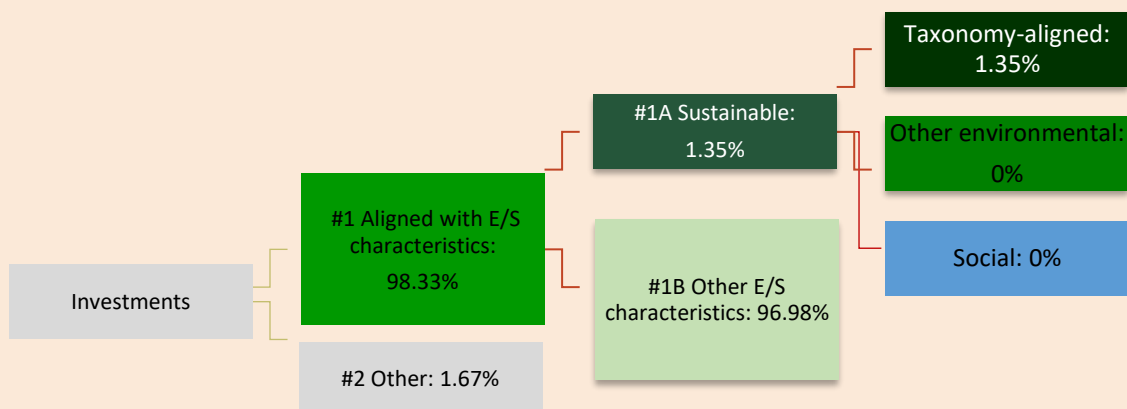 Investments
#1 Aligned with E/S
characteristics:
98.33%
#2 Other: 1.67%
#1A Sustainable:
1.35%
#1B Other E/S
characteristics: 96.98%
Taxonomy-aligned:
1.35%
Other environmental:
0%
Social: 0%